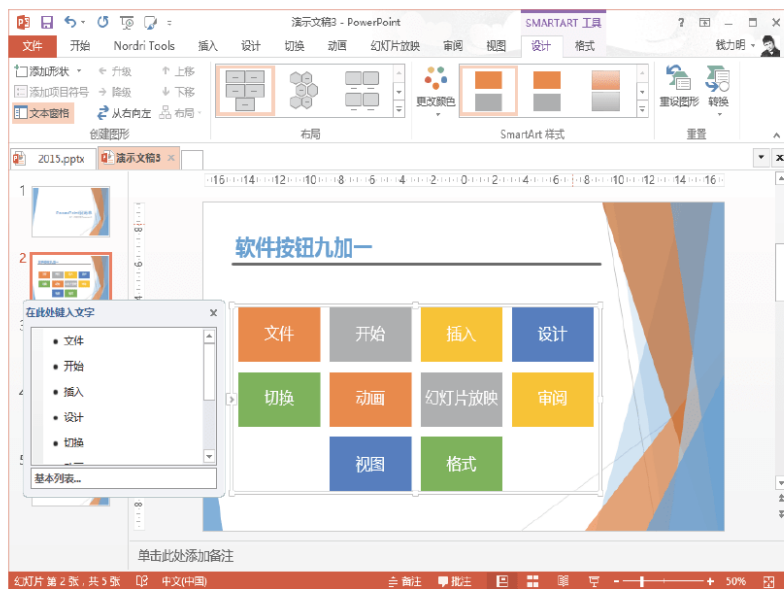 演示文稿3 - PowerPoint
SMARTART 工具
?
文件 开始 Nordri Tools 插入 设计 切换 动画 幻灯片放映 审阅 视图 设计 格式 钱力明
添加形状 升级 上移
添加项目符号 降级 下移
文本窗格 从右向左 布局
更改颜色 重设图形 转换
创建图形 布局 SmartArt 样式 重置
2015.pptx 演示文稿3
16 14 12 10 8 6 4 2 0 2 4 6 8 10 12 14 16
1
2
软件按钮九加一
在此处键入文字
文件
开始
插入
设计
切换
基本列表...
文件 开始 插入 设计
切换 动画 幻灯片放映 审阅
视图 格式
单击此处添加备注
幻灯片 第 2 张，共 5 张 中文(中国) 备注 批注 50%